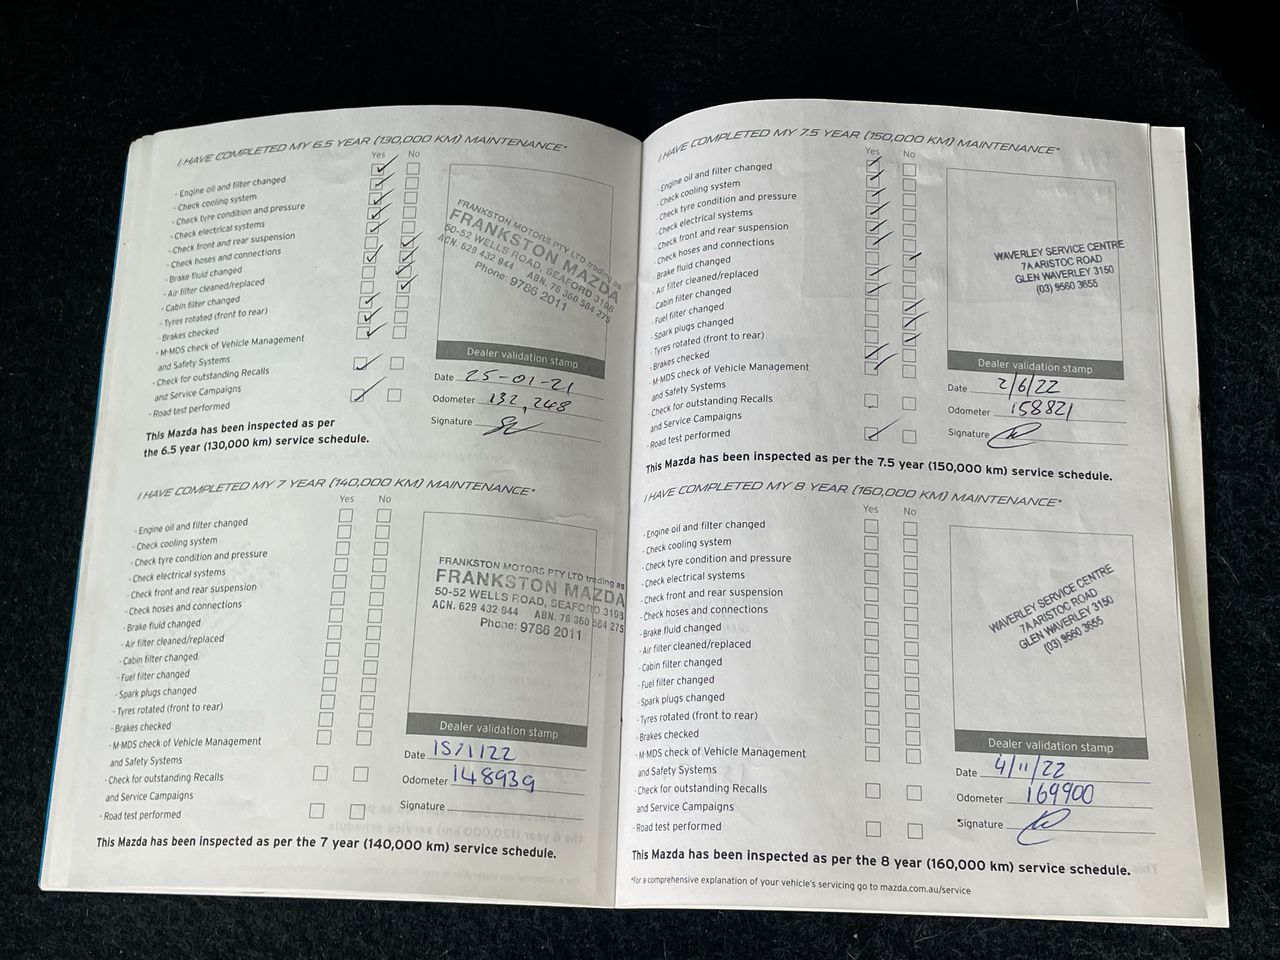 I HAVE COMPLETED MY 6.5 YEAR (130,000 KM) MAINTENANCE*
Yes No
- Engine oil and filter changed
- Check cooling system
- Check tyre condition and pressure
- Check electrical systems
- Check front and rear suspension
- Check hoses and connections
- Brake fluid changed
- Air filter cleaned/replaced
- Cabin filter changed
- Tyres rotated (front to rear)
- Brakes checked
- M-MDS check of Vehicle Management
and Safety Systems
- Check for outstanding Recalls
and Service Campaigns
- Road test performed
FRANKSTON MOTORS PTY LTD trading as
FRANKSTON MAZDA
50-52 WELLS ROAD, SEAFORD 3198
ACN. 629 432 944 ABN. 76 360 584 275
Phone: 9786 2011
Dealer validation stamp
Date 25-01-21
Odometer 132,248
Signature
This Mazda has been inspected as per
the 6.5 year (130,000 km) service schedule.
I HAVE COMPLETED MY 7 YEAR (140,000 KM) MAINTENANCE*
Yes No
- Engine oil and filter changed
- Check cooling system
- Check tyre condition and pressure
- Check electrical systems
- Check front and rear suspension
- Check hoses and connections
- Brake fluid changed
- Air filter cleaned/replaced
- Cabin filter changed
- Fuel filter changed
- Spark plugs changed
- Tyres rotated (front to rear)
- Brakes checked
- M-MDS check of Vehicle Management
and Safety Systems
- Check for outstanding Recalls
and Service Campaigns
- Road test performed
FRANKSTON MOTORS PTY LTD trading as
FRANKSTON MAZDA
50-52 WELLS ROAD, SEAFORD 3198
ACN. 629 432 944 ABN. 76 360 584 275
Phone: 9786 2011
Dealer validation stamp
Date 15/1/22
Odometer 148939
Signature
This Mazda has been inspected as per the 7 year (140,000 km) service schedule.
I HAVE COMPLETED MY 7.5 YEAR (150,000 KM) MAINTENANCE*
Yes No
- Engine oil and filter changed
- Check cooling system
- Check tyre condition and pressure
- Check electrical systems
- Check front and rear suspension
- Check hoses and connections
- Brake fluid changed
- Air filter cleaned/replaced
- Cabin filter changed
- Fuel filter changed
- Spark plugs changed
- Tyres rotated (front to rear)
- Brakes checked
- M-MDS check of Vehicle Management
and Safety Systems
- Check for outstanding Recalls
and Service Campaigns
- Road test performed
WAVERLEY SERVICE CENTRE
7A ARISTOC ROAD
GLEN WAVERLEY 3150
(03) 9560 3655
Dealer validation stamp
Date 2/6/22
Odometer 158821
Signature
This Mazda has been inspected as per the 7.5 year (150,000 km) service schedule.
I HAVE COMPLETED MY 8 YEAR (160,000 KM) MAINTENANCE*
Yes No
- Engine oil and filter changed
- Check cooling system
- Check tyre condition and pressure
- Check electrical systems
- Check front and rear suspension
- Check hoses and connections
- Brake fluid changed
- Air filter cleaned/replaced
- Cabin filter changed
- Fuel filter changed
- Spark plugs changed
- Tyres rotated (front to rear)
- Brakes checked
- M-MDS check of Vehicle Management
and Safety Systems
- Check for outstanding Recalls
and Service Campaigns
- Road test performed
WAVERLEY SERVICE CENTRE
7A ARISTOC ROAD
GLEN WAVERLEY 3150
(03) 9560 3655
Dealer validation stamp
Date 4/11/22
Odometer 169900
Signature
This Mazda has been inspected as per the 8 year (160,000 km) service schedule.
*For a comprehensive explanation of your vehicle's servicing go to mazda.com.au/service